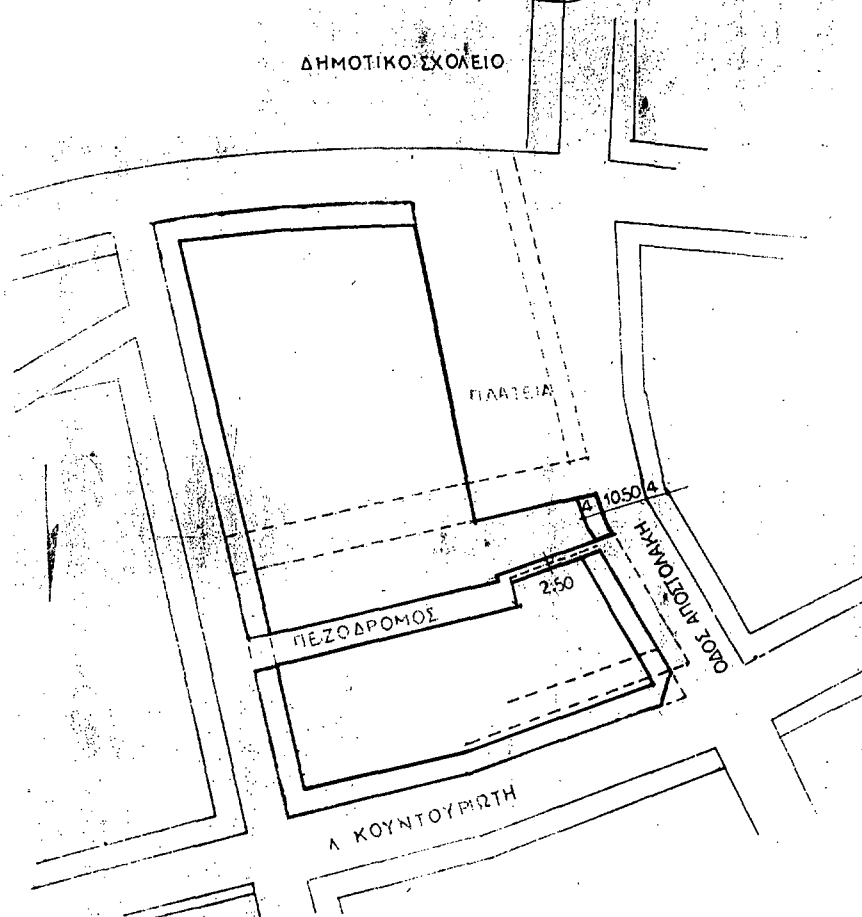 ΔΗΜΟΤΙΚΟ ΣΧΟΛΕΙΟ
ΠΛΑΤΕΙΑ
4 10.50 4
ΟΔΟΣ ΑΠΟΣΤΟΛΑΚΗ
2.50
ΠΕΖΟΔΡΟΜΟΣ
Λ ΚΟΥΝΤΟΥΡΙΩΤΗ